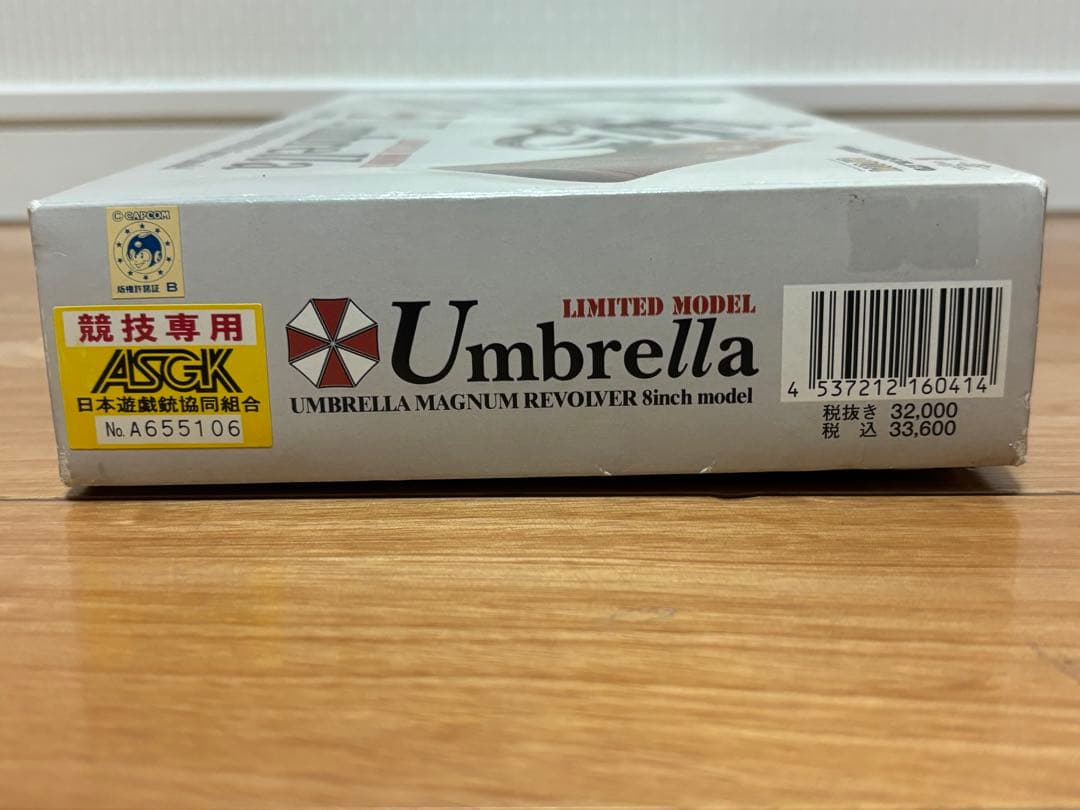 © CAPCOM
版権許諾証 B
競技専用
ASGK
日本遊戯銃協同組合
No. A655106
LIMITED MODEL
Umbrella
UMBRELLA MAGNUM REVOLVER 8inch model
4 537212 160414
税抜き 32,000
税 込 33,600